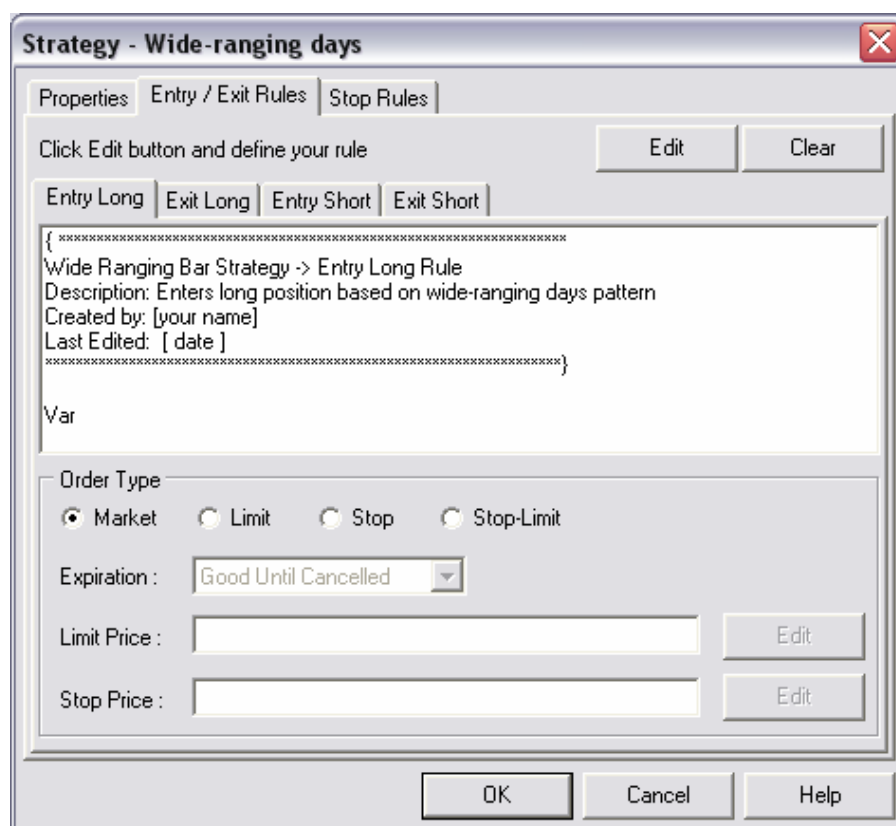 Strategy - Wide-ranging days
Properties Entry / Exit Rules Stop Rules
Click Edit button and define your rule Edit Clear
Entry Long Exit Long Entry Short Exit Short
{ ********************************************************************
Wide Ranging Bar Strategy -> Entry Long Rule
Description: Enters long position based on wide-ranging days pattern
Created by: [your name]
Last Edited: [ date ]
*********************************************************************}
Var
Order Type
Market Limit Stop Stop-Limit
Expiration : Good Until Cancelled
Limit Price : Edit
Stop Price : Edit
OK Cancel Help